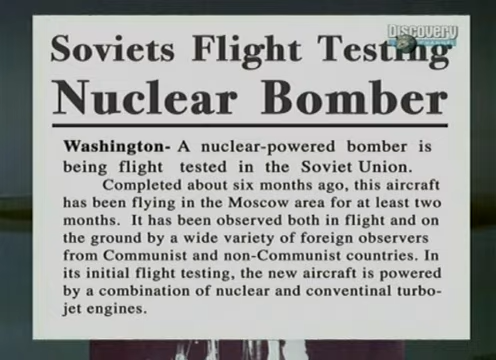 Discovery
CHANNEL
Soviets Flight Testing
Nuclear Bomber
Washington- A nuclear-powered bomber is
being flight tested in the Soviet Union.
Completed about six months ago, this aircraft
has been flying in the Moscow area for at least two
months. It has been observed both in flight and on
the ground by a wide variety of foreign observers
from Communist and non-Communist countries. In
its initial flight testing, the new aircraft is powered
by a combination of nuclear and conventinal turbo-
jet engines.